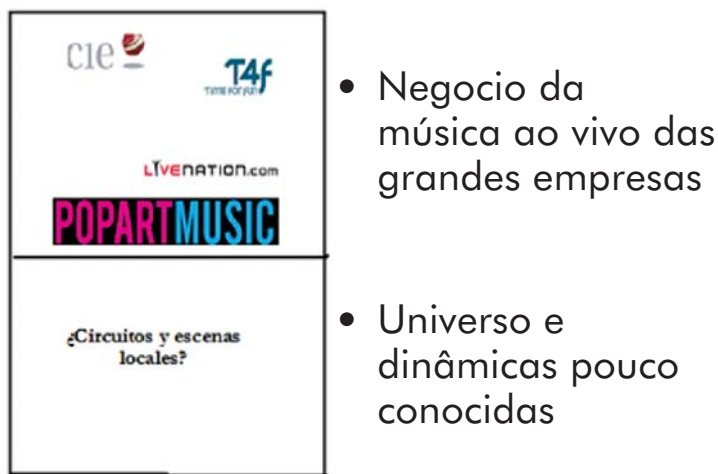 CIE
T4f
TIME FOR FUN
LIVENATION.com
POPARTMUSIC
• Negocio da
música ao vivo das
grandes empresas
¿Circuitos y escenas
locales?
• Universo e
dinâmicas pouco
conocidas